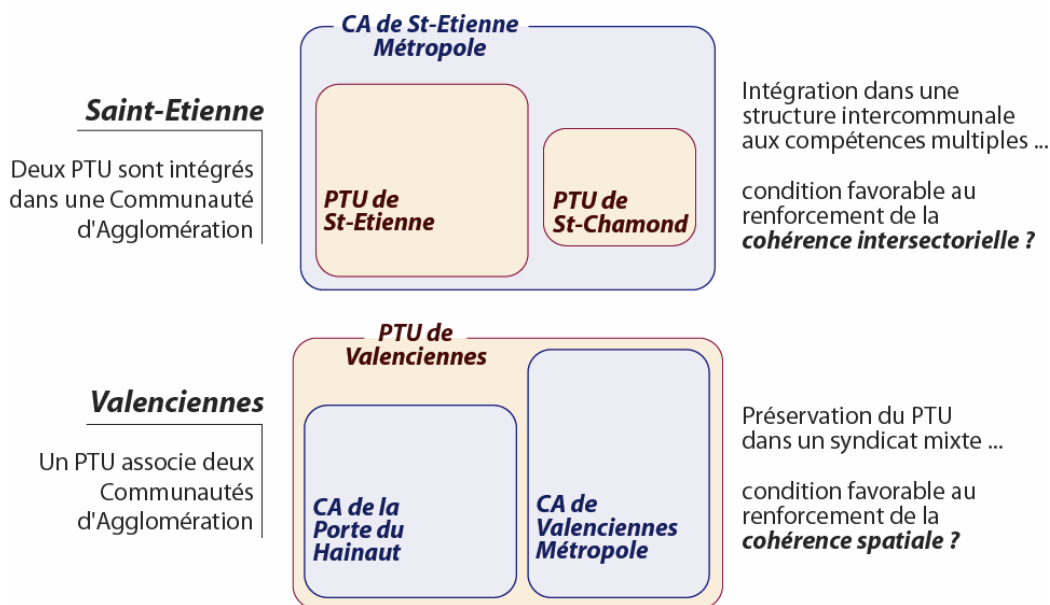 CA de St-Etienne
Métropole
Saint-Etienne
Deux PTU sont intégrés
dans une Communauté
d'Agglomération
PTU de
St-Etienne
PTU de
St-Chamond
Intégration dans une
structure intercommunale
aux compétences multiples ...
condition favorable au
renforcement de la
cohérence intersectorielle ?
PTU de
Valenciennes
Valenciennes
Un PTU associe deux
Communautés
d'Agglomération
CA de la
Porte du
Hainaut
CA de
Valenciennes
Métropole
Préservation du PTU
dans un syndicat mixte ...
condition favorable au
renforcement de la
cohérence spatiale ?